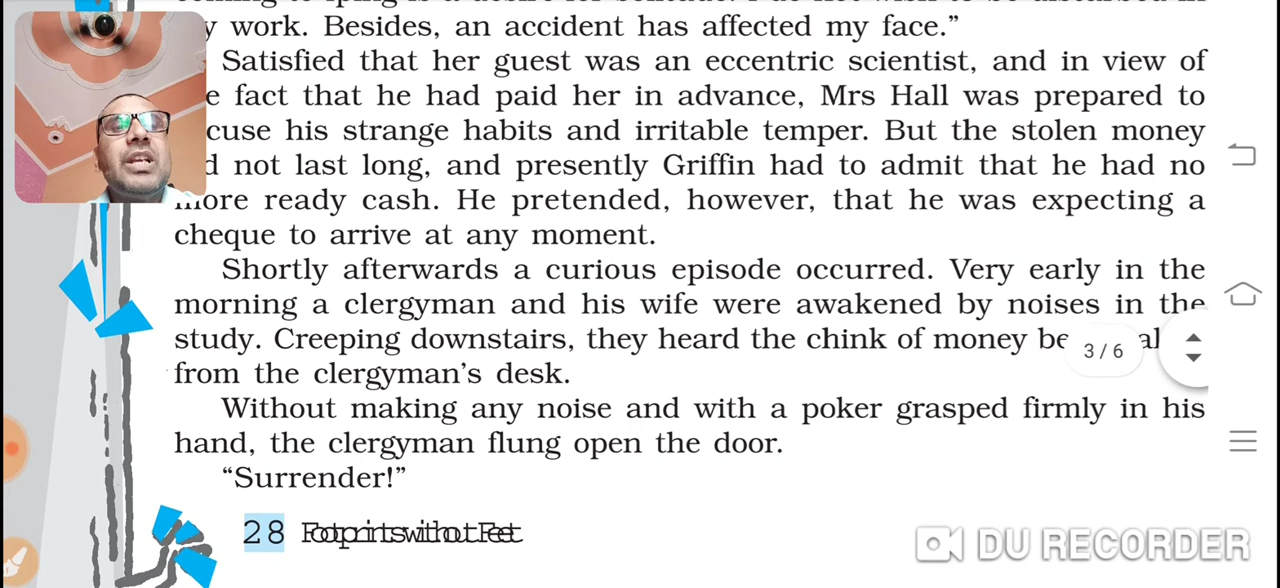 work. Besides, an accident has affected my face.”
Satisfied that her guest was an eccentric scientist, and in view of
fact that he had paid her in advance, Mrs Hall was prepared to
his strange habits and irritable temper. But the stolen money
not last long, and presently Griffin had to admit that he had no
more ready cash. He pretended, however, that he was expecting a
cheque to arrive at any moment.
Shortly afterwards a curious episode occurred. Very early in the
morning a clergyman and his wife were awakened by noises in the
study. Creeping downstairs, they heard the chink of money
3/6
from the clergyman’s desk.
Without making any noise and with a poker grasped firmly in his
hand, the clergyman flung open the door.
“Surrender!”
28 Footprints without Feet
DU RECORDER